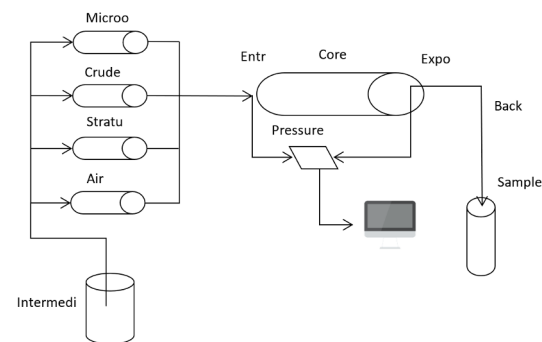 Microo
Crude
Stratu
Air
Intermedi
Entr
Core
Expo
Pressure
Back
Sample